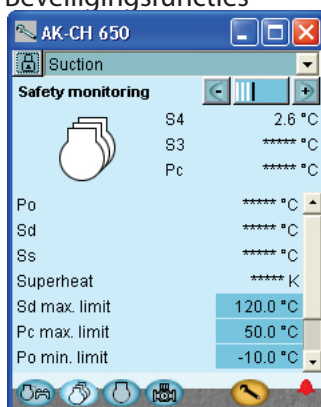 Beveiligingsfuncties
AK-CH 650
Suction
Safety monitoring
S4 2.6 °C
S3 ***** °C
Pc ***** °C
Po ***** °C
Sd ***** °C
Ss ***** °C
Superheat ***** K
Sd max. limit 120.0 °C
Pc max. limit 50.0 °C
Po min. limit -10.0 °C